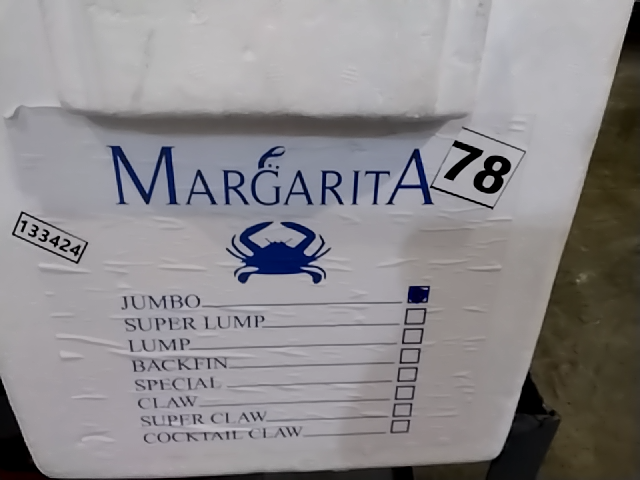 MARGARITA
78
133424
JUMBO
SUPER LUMP
LUMP
BACKFIN
SPECIAL
CLAW
SUPER CLAW
COCKTAIL CLAW